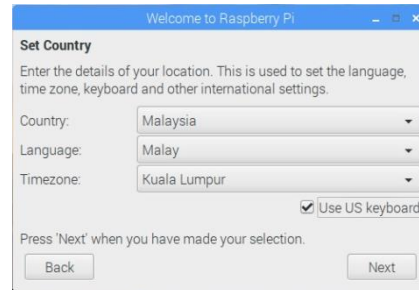 Welcome to Raspberry Pi
Set Country
Enter the details of your location. This is used to set the language,
time zone, keyboard and other international settings.
Country: Malaysia
Language: Malay
Timezone: Kuala Lumpur
Use US keyboard
Press 'Next' when you have made your selection.
Back Next